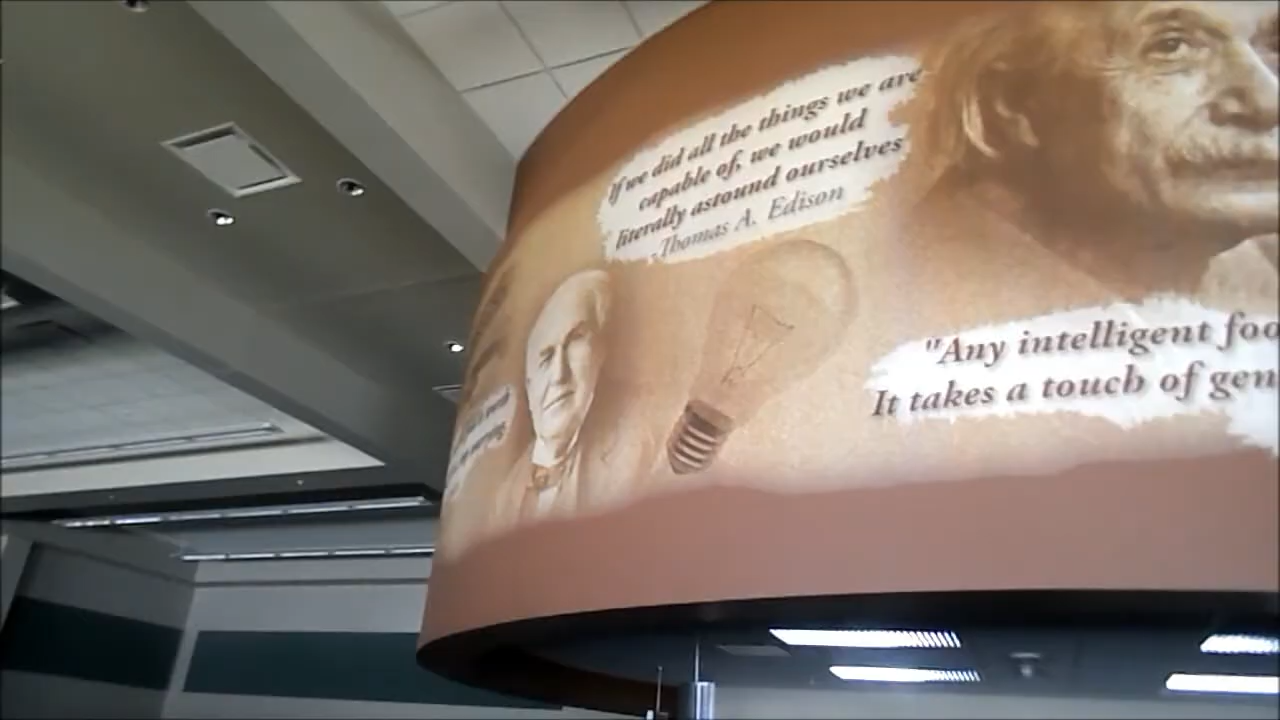 If we did all the things we are
capable of, we would
literally astound ourselves
-Thomas A. Edison
"Any intelligent foo
It takes a touch of gen